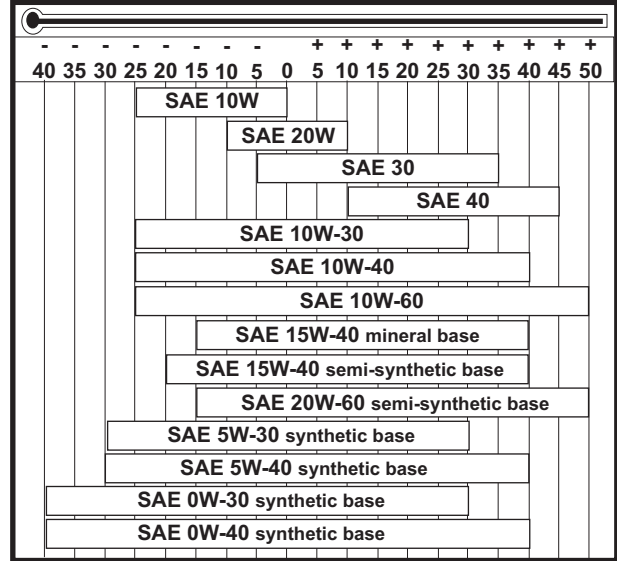 - - - - - - - - + + + + + + + + + +
40 35 30 25 20 15 10 5 0 5 10 15 20 25 30 35 40 45 50
SAE 10W
SAE 20W
SAE 30
SAE 40
SAE 10W-30
SAE 10W-40
SAE 10W-60
SAE 15W-40 mineral base
SAE 15W-40 semi-synthetic base
SAE 20W-60 semi-synthetic base
SAE 5W-30 synthetic base
SAE 5W-40 synthetic base
SAE 0W-30 synthetic base
SAE 0W-40 synthetic base